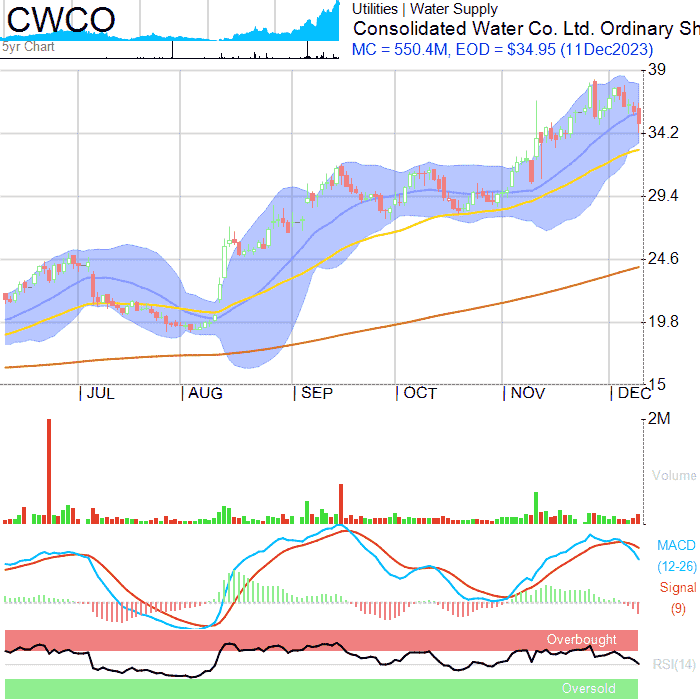 CWCO
5yr Chart
Utilities | Water Supply
Consolidated Water Co. Ltd. Ordinary Sh
MC = 550.4M, EOD = $34.95 (11Dec2023)
39
34.2
29.4
24.6
19.8
15
JUL AUG SEP OCT NOV DEC
2M
Volume
MACD
(12-26)
Signal
(9)
Overbought
RSI(14)
Oversold